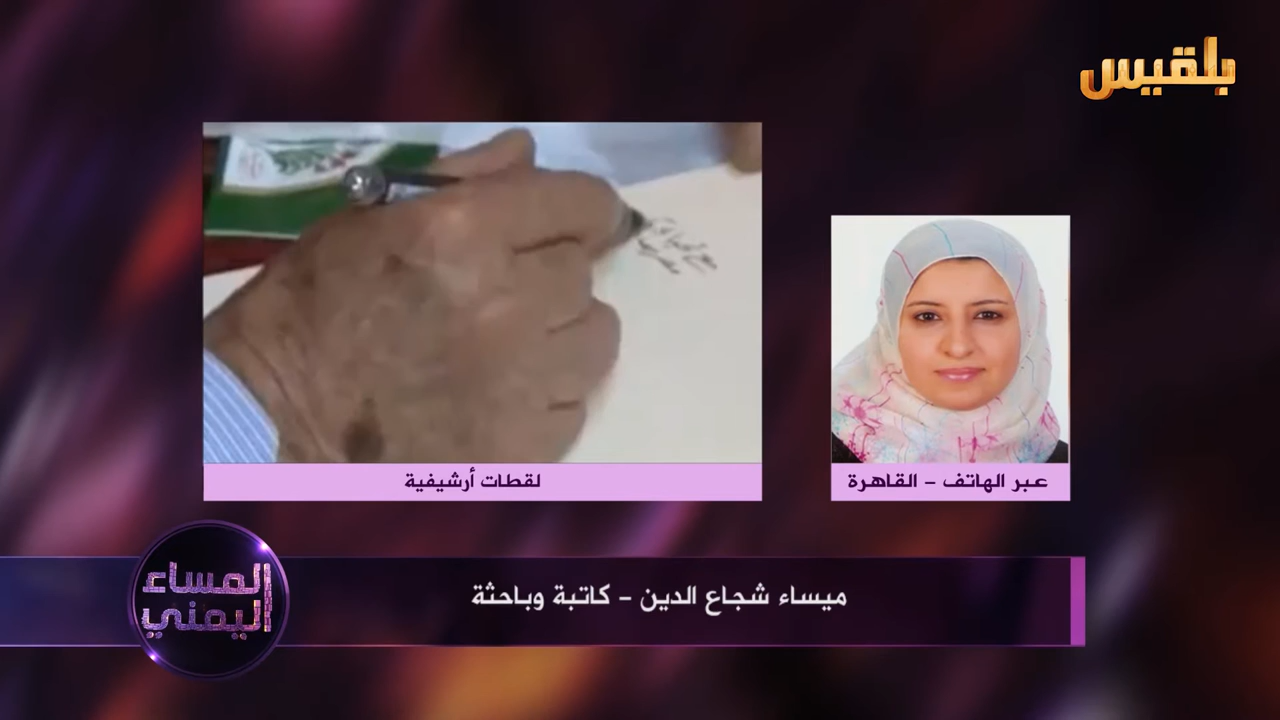 بلقيس
لقطات أرشيفية
عبر الهاتف - القاهرة
ميساء شجاع الدين - كاتبة وباحثة
المساء
اليمني